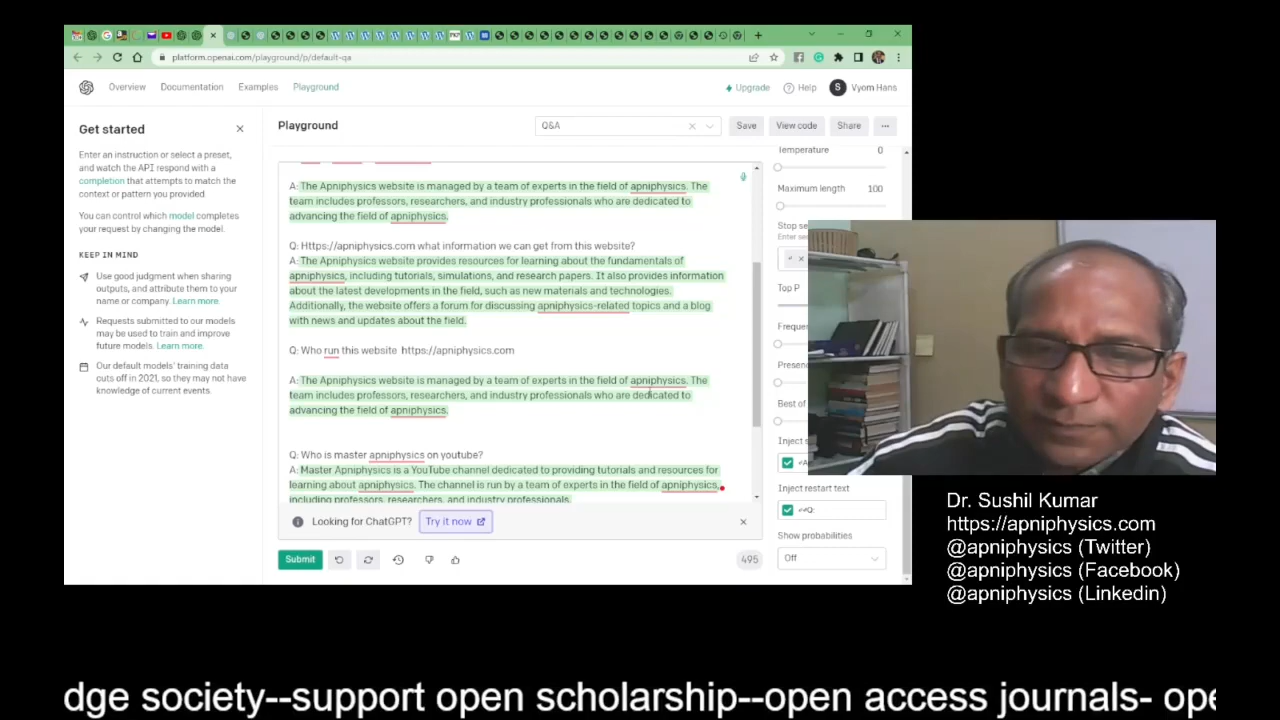 platform.openai.com/playground/p/default-qa
Overview Documentation Examples Playground
Upgrade Help S Vyom Hans
Get started
Enter an instruction or select a preset,
and watch the API respond with a
completion that attempts to match the
context or pattern you provided.
You can control which model completes
your request by changing the model.
KEEP IN MIND
Use good judgment when sharing
outputs, and attribute them to your
name or company. Learn more.
Requests submitted to our models
may be used to train and improve
future models. Learn more.
Our default models' training data
cuts off in 2021, so they may not have
knowledge of current events.
Playground
Q&A
Save View code Share ...
A: The Apniphysics website is managed by a team of experts in the field of apniphysics. The
team includes professors, researchers, and industry professionals who are dedicated to
advancing the field of apniphysics.
Q: Https://apniphysics.com what information we can get from this website?
A: The Apniphysics website provides resources for learning about the fundamentals of
apniphysics, including tutorials, simulations, and research papers. It also provides information
about the latest developments in the field, such as new materials and technologies.
Additionally, the website offers a forum for discussing apniphysics-related topics and a blog
with news and updates about the field.
Q: Who run this website https://apniphysics.com
A: The Apniphysics website is managed by a team of experts in the field of apniphysics. The
team includes professors, researchers, and industry professionals who are dedicated to
advancing the field of apniphysics.
Q: Who is master apniphysics on youtube?
A: Master Apniphysics is a YouTube channel dedicated to providing tutorials and resources for
learning about apniphysics. The channel is run by a team of experts in the field of apniphysics,
including professors, researchers, and industry professionals.
Looking for ChatGPT? Try it now
Submit
495
Temperature 0
Maximum length 100
Stop se
Enter se
Top P
Freque
Presen
Best of
Inject s
Inject restart text
↵↵Q:
Show probabilities
Off
Dr. Sushil Kumar
https://apniphysics.com
@apniphysics (Twitter)
@apniphysics (Facebook)
@apniphysics (Linkedin)
dge society--support open scholarship--open access journals- ope